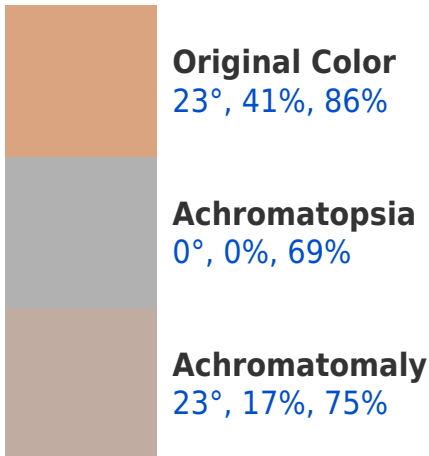 Original Color
23°, 41%, 86%
Achromatopsia
0°, 0%, 69%
Achromatomaly
23°, 17%, 75%